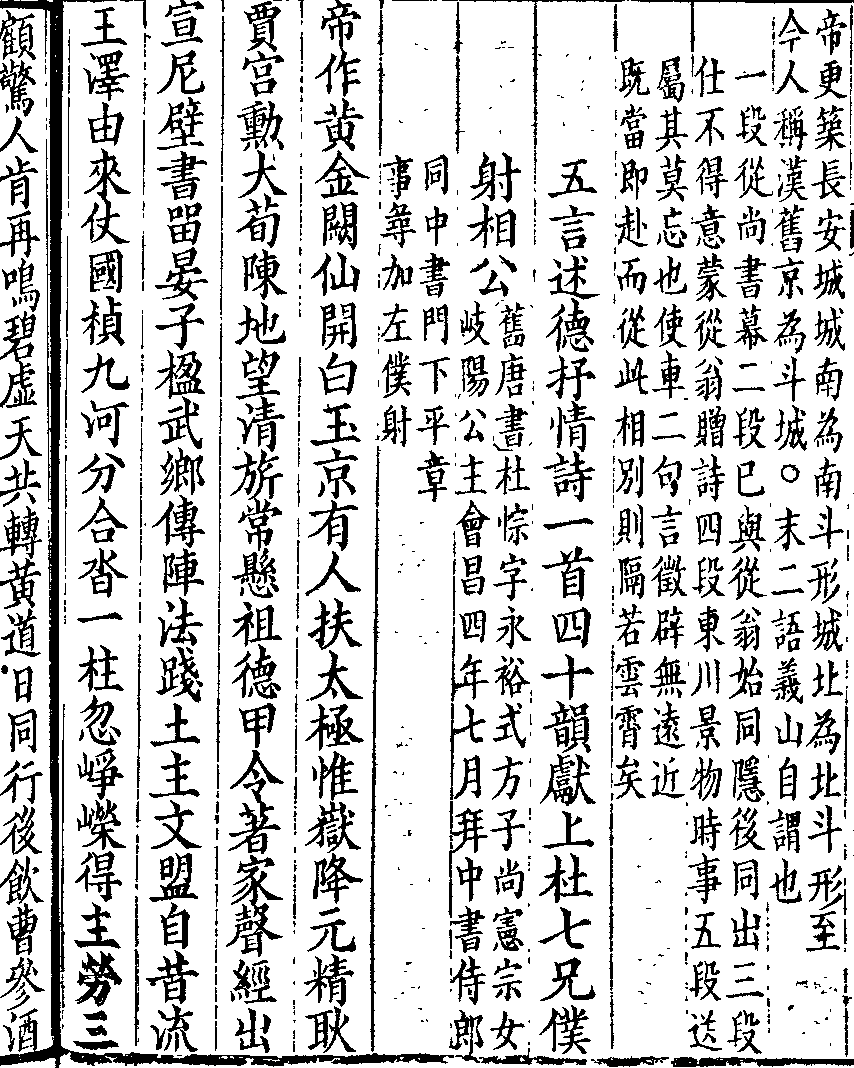 帝更築長安城城南為南斗形城北為北斗形至
今人稱漢舊京為斗城○末二語義山自謂也
一段從尚書幕二段已與從翁始同隱後同出三段
仕不得意蒙從翁贈詩四段東川景物時事五段送
屬其莫忘也使車二句言徵辟無遠近
既當即赴而從此相別則隔若雲霄矣
五言述德抒情詩一首四十韻獻上杜七兄僕
射相公舊唐書杜悰字永裕式方子尚憲宗女
岐陽公主會昌四年七月拜中書侍郎
同中書門下平章
事尋加左僕射
帝作黃金闕仙開白玉京有人扶太極惟嶽降元精耿
賈官勳大荀陳地望清旂常懸祖德甲令著家聲經出
宣尼壁書留晏子楹武鄉傳陣法踐土主文盟自昔流
王澤由來仗國楨九河分合沓一柱忽崢嶸得主勞三
顧驚人肯再鳴碧虛天共轉黃道日同行後飲曹參酒